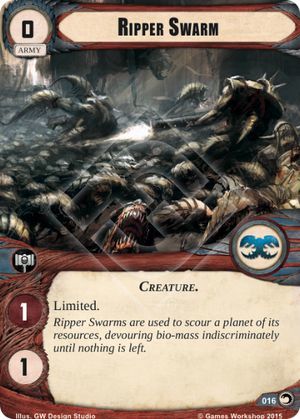 0
ARMY
RIPPER SWARM
CREATURE.
1
Limited.
Ripper Swarms are used to scour a planet of its
resources, devouring bio-mass indiscriminately
until nothing is left.
1
016
Illus. GW Design Studio
© Games Workshop 2015